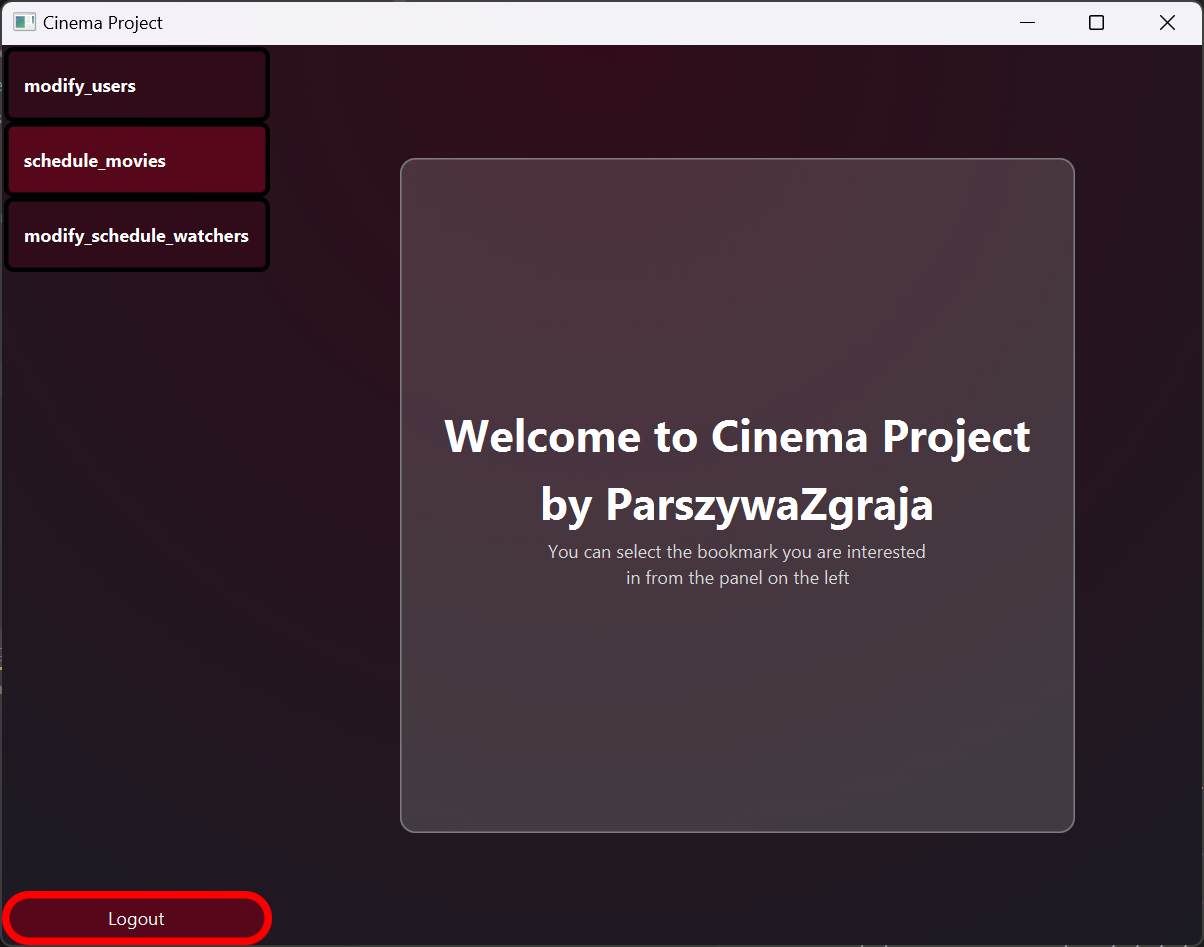 Cinema Project
modify_users
schedule_movies
modify_schedule_watchers
Welcome to Cinema Project
by ParszywaZgraja
You can select the bookmark you are interested
in from the panel on the left
Logout